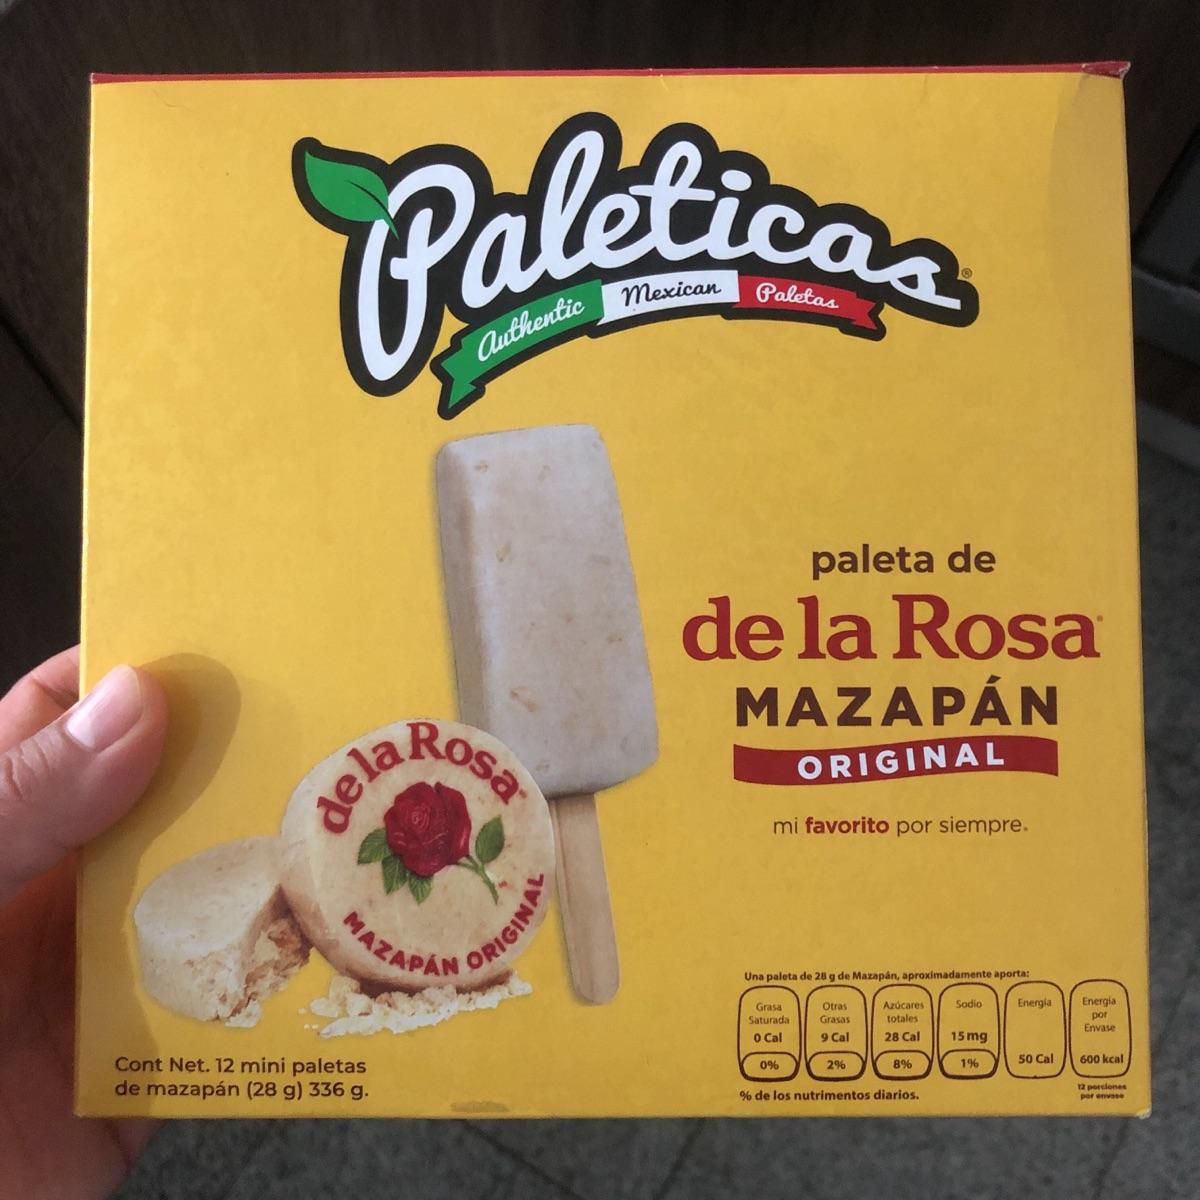 Paleticas®
Authentic Mexican Paletas
paleta de
de la Rosa
MAZAPÁN
ORIGINAL
mi favorito por siempre.
de la Rosa
MAZAPÁN ORIGINAL
Una paleta de 28 g de Mazapán, aproximadamente aporta:
Grasa Saturada 0 Cal 0%
Otras Grasas 9 Cal 2%
Azúcares totales 28 Cal 8%
Sodio 15 mg 1%
Energía 50 Cal
Energía por Envase 600 kcal
12 porciones por envase
% de los nutrimentos diarios.
Cont Net. 12 mini paletas
de mazapán (28 g) 336 g.